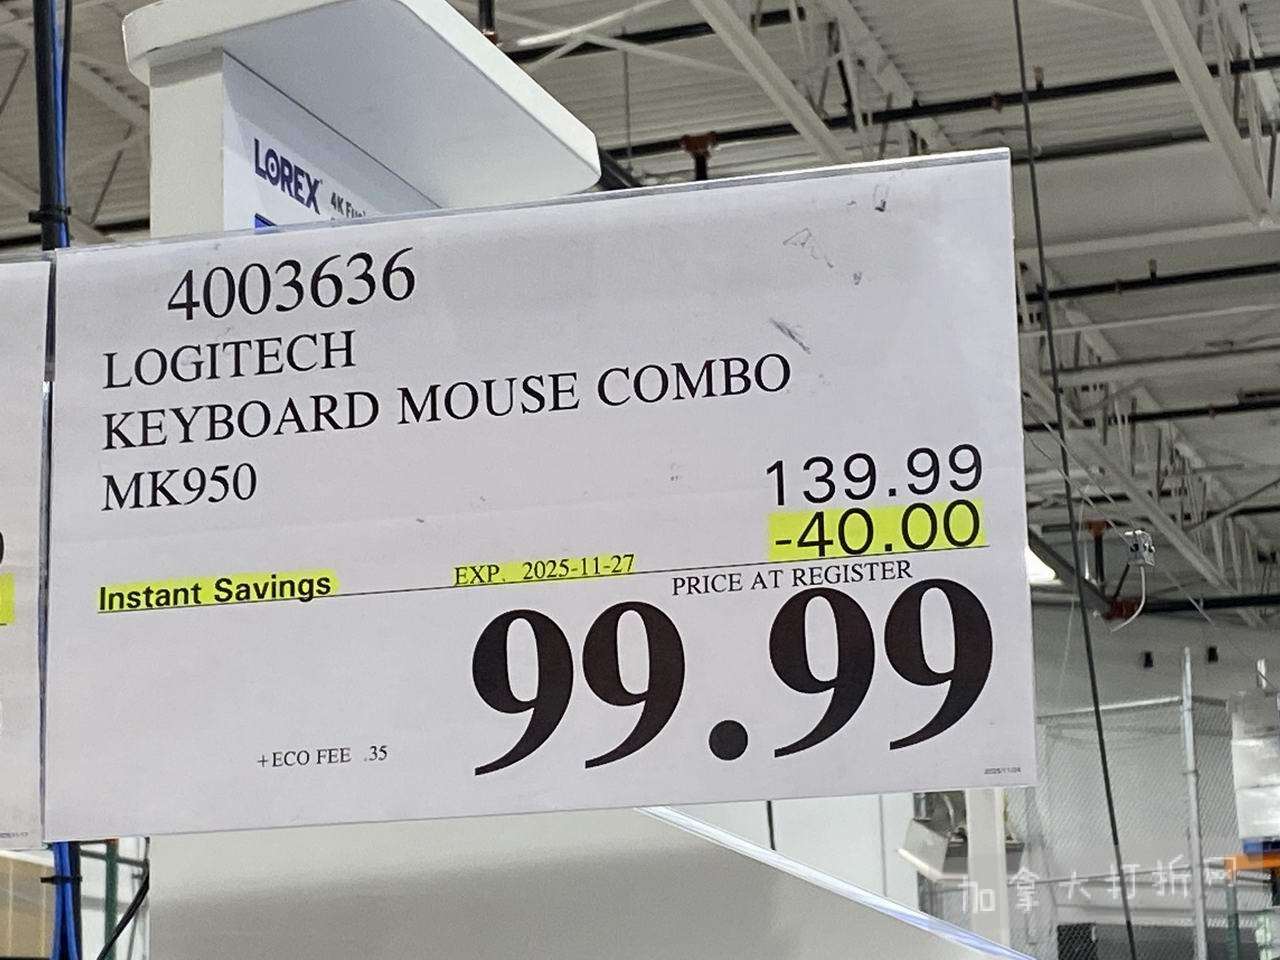 LOREX
4003636
LOGITECH
KEYBOARD MOUSE COMBO
MK950
139.99
-40.00
Instant Savings EXP. 2025-11-27
PRICE AT REGISTER
99.99
+ECO FEE .35
加拿大打折网